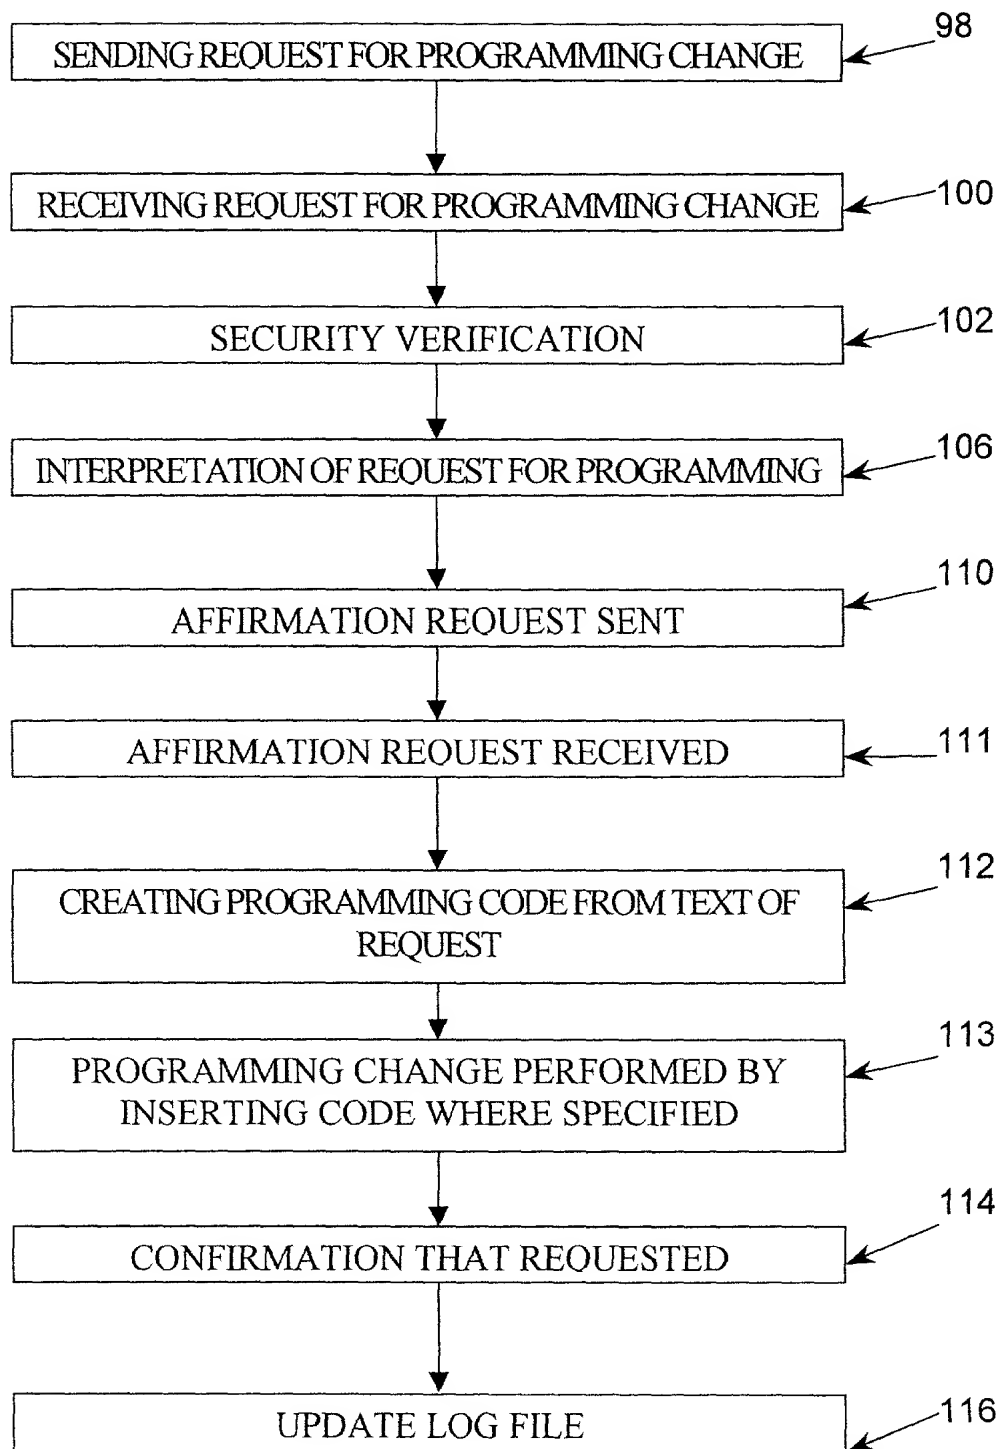 98
SENDING REQUEST FOR PROGRAMMING CHANGE
100
RECEIVING REQUEST FOR PROGRAMMING CHANGE
102
SECURITY VERIFICATION
106
INTERPRETATION OF REQUEST FOR PROGRAMMING
110
AFFIRMATION REQUEST SENT
111
AFFIRMATION REQUEST RECEIVED
112
CREATING PROGRAMMING CODE FROM TEXT OF
REQUEST
113
PROGRAMMING CHANGE PERFORMED BY
INSERTING CODE WHERE SPECIFIED
114
CONFIRMATION THAT REQUESTED
116
UPDATE LOG FILE